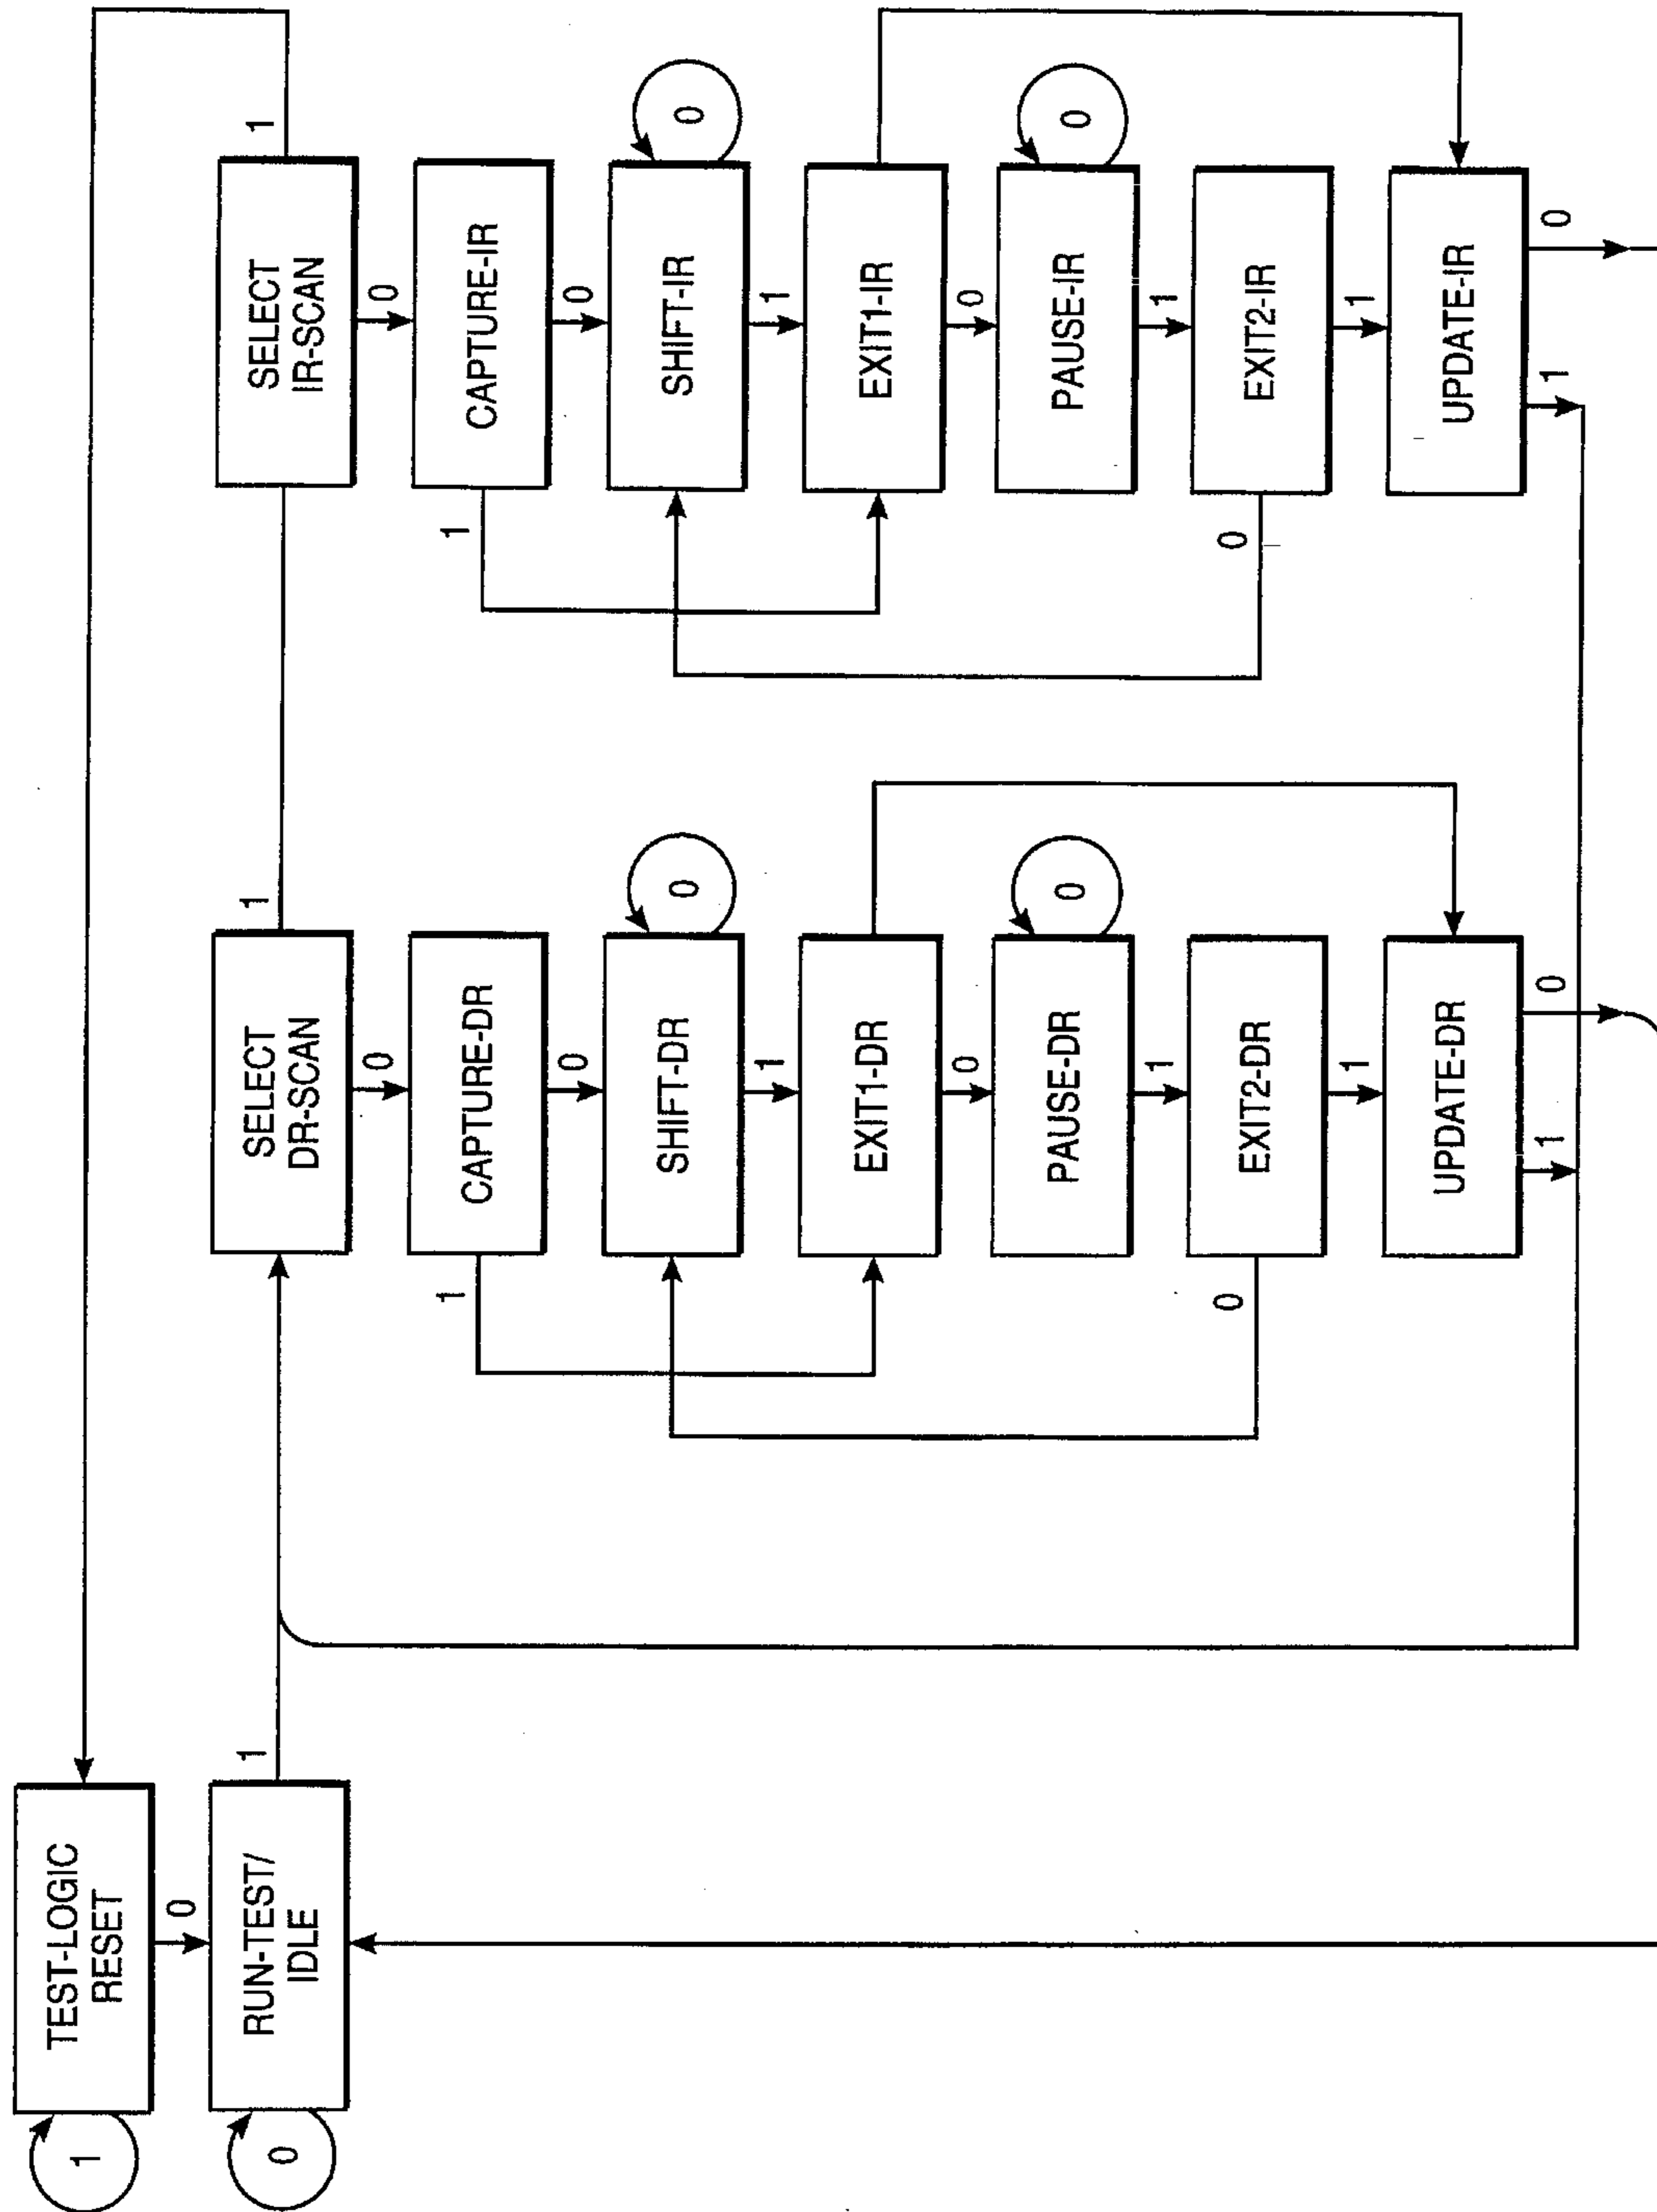 1
TEST-LOGIC
RESET
0
0
RUN-TEST/
IDLE
1
SELECT
DR-SCAN
1
0
CAPTURE-DR
1
0
SHIFT-DR
0
1
EXIT1-DR
0
PAUSE-DR
0
1
EXIT2-DR
0
1
UPDATE-DR
1
0
SELECT
IR-SCAN
1
0
CAPTURE-IR
1
0
SHIFT-IR
0
1
EXIT1-IR
0
PAUSE-IR
0
1
EXIT2-IR
0
1
UPDATE-IR
1
0